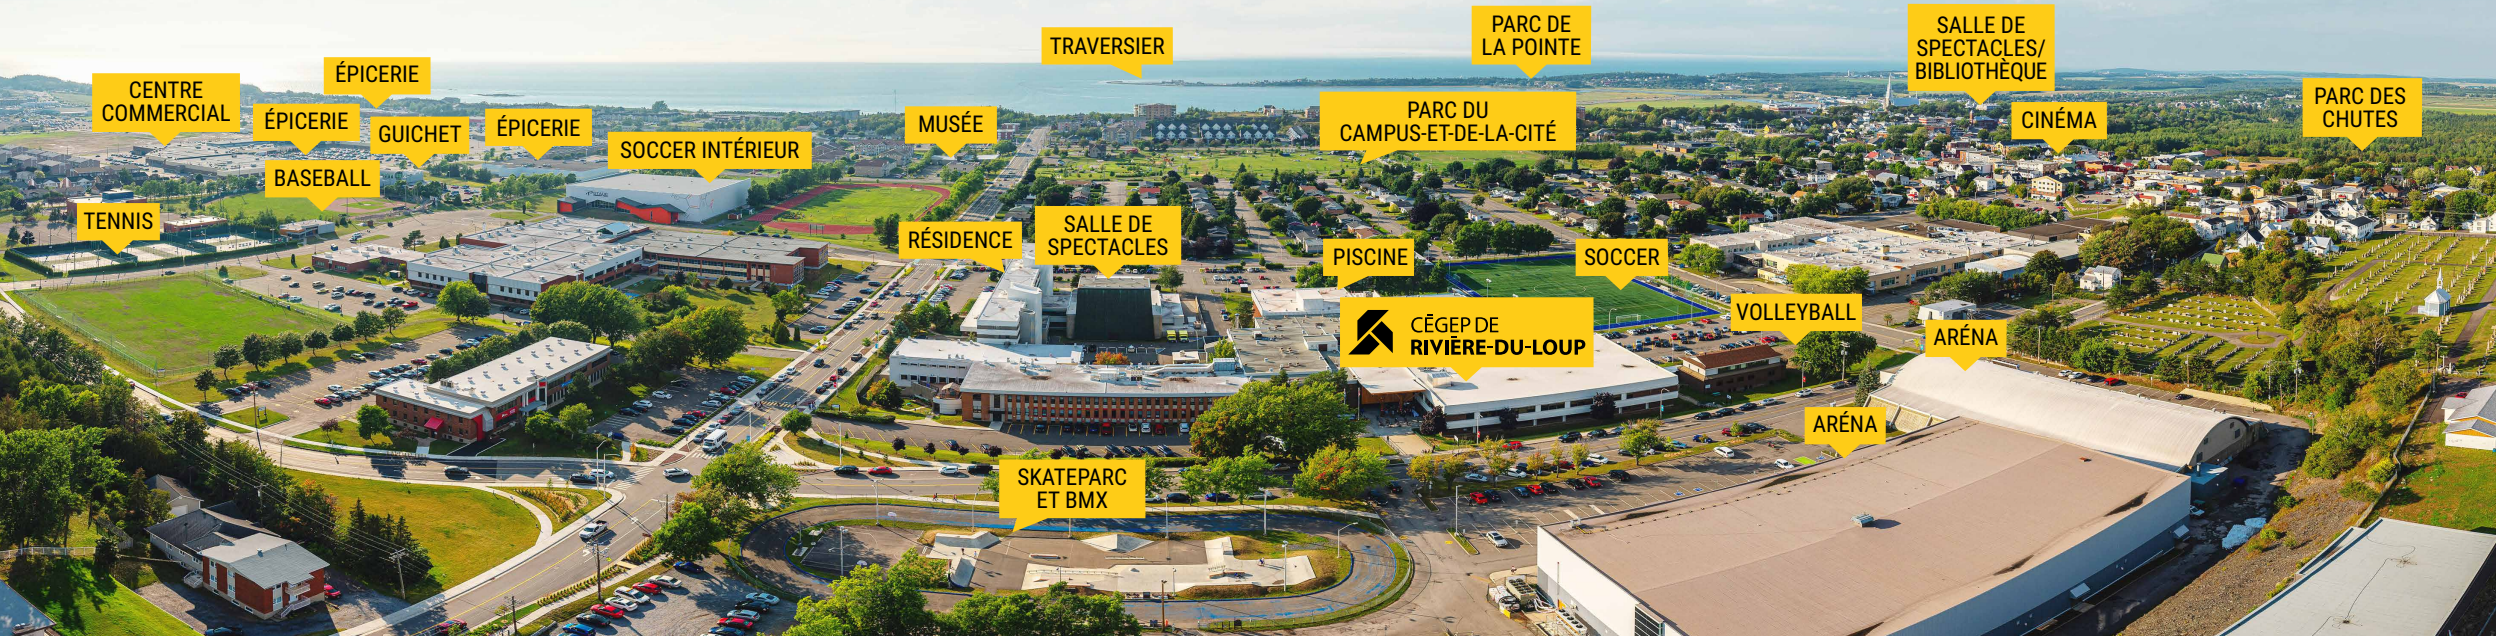 CENTRE
COMMERCIAL
ÉPICERIE
ÉPICERIE
GUICHET
ÉPICERIE
BASEBALL
TENNIS
SOCCER INTÉRIEUR
MUSÉE
TRAVERSIER
PARC DE
LA POINTE
PARC DU
CAMPUS-ET-DE-LA-CITÉ
SALLE DE
SPECTACLES/
BIBLIOTHÈQUE
CINÉMA
PARC DES
CHUTES
RÉSIDENCE
SALLE DE
SPECTACLES
PISCINE
SOCCER
CĒGEP DE
RIVIĒRE-DU-LOUP
VOLLEYBALL
ARÉNA
ARÉNA
SKATEPARC
ET BMX